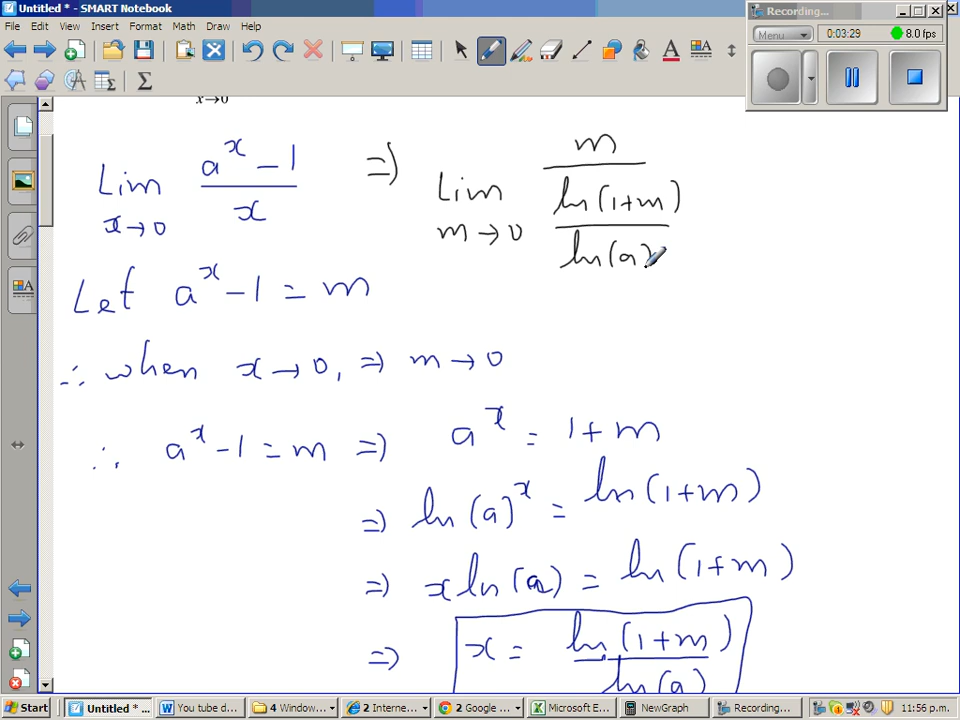 Untitled * - SMART Notebook
File Edit View Insert Format Math Draw Help
Recording...
Menu 0:03:29 8.0 fps
x→0
Lim x→0 (a^x - 1)/x ⇒ Lim m→0 m/(ln(1+m)/ln(a))
Let a^x - 1 = m
∴ when x→0, ⇒ m→0
∴ a^x - 1 = m ⇒ a^x = 1+m
⇒ ln(a)^x = ln(1+m)
⇒ x ln(a) = ln(1+m)
⇒ x = ln(1+m)/ln(a)
Start Untitled * ... You tube d... 4 Window... 2 Interne... 2 Google ... Microsoft E... NewGraph Recording... 11:56 p.m.